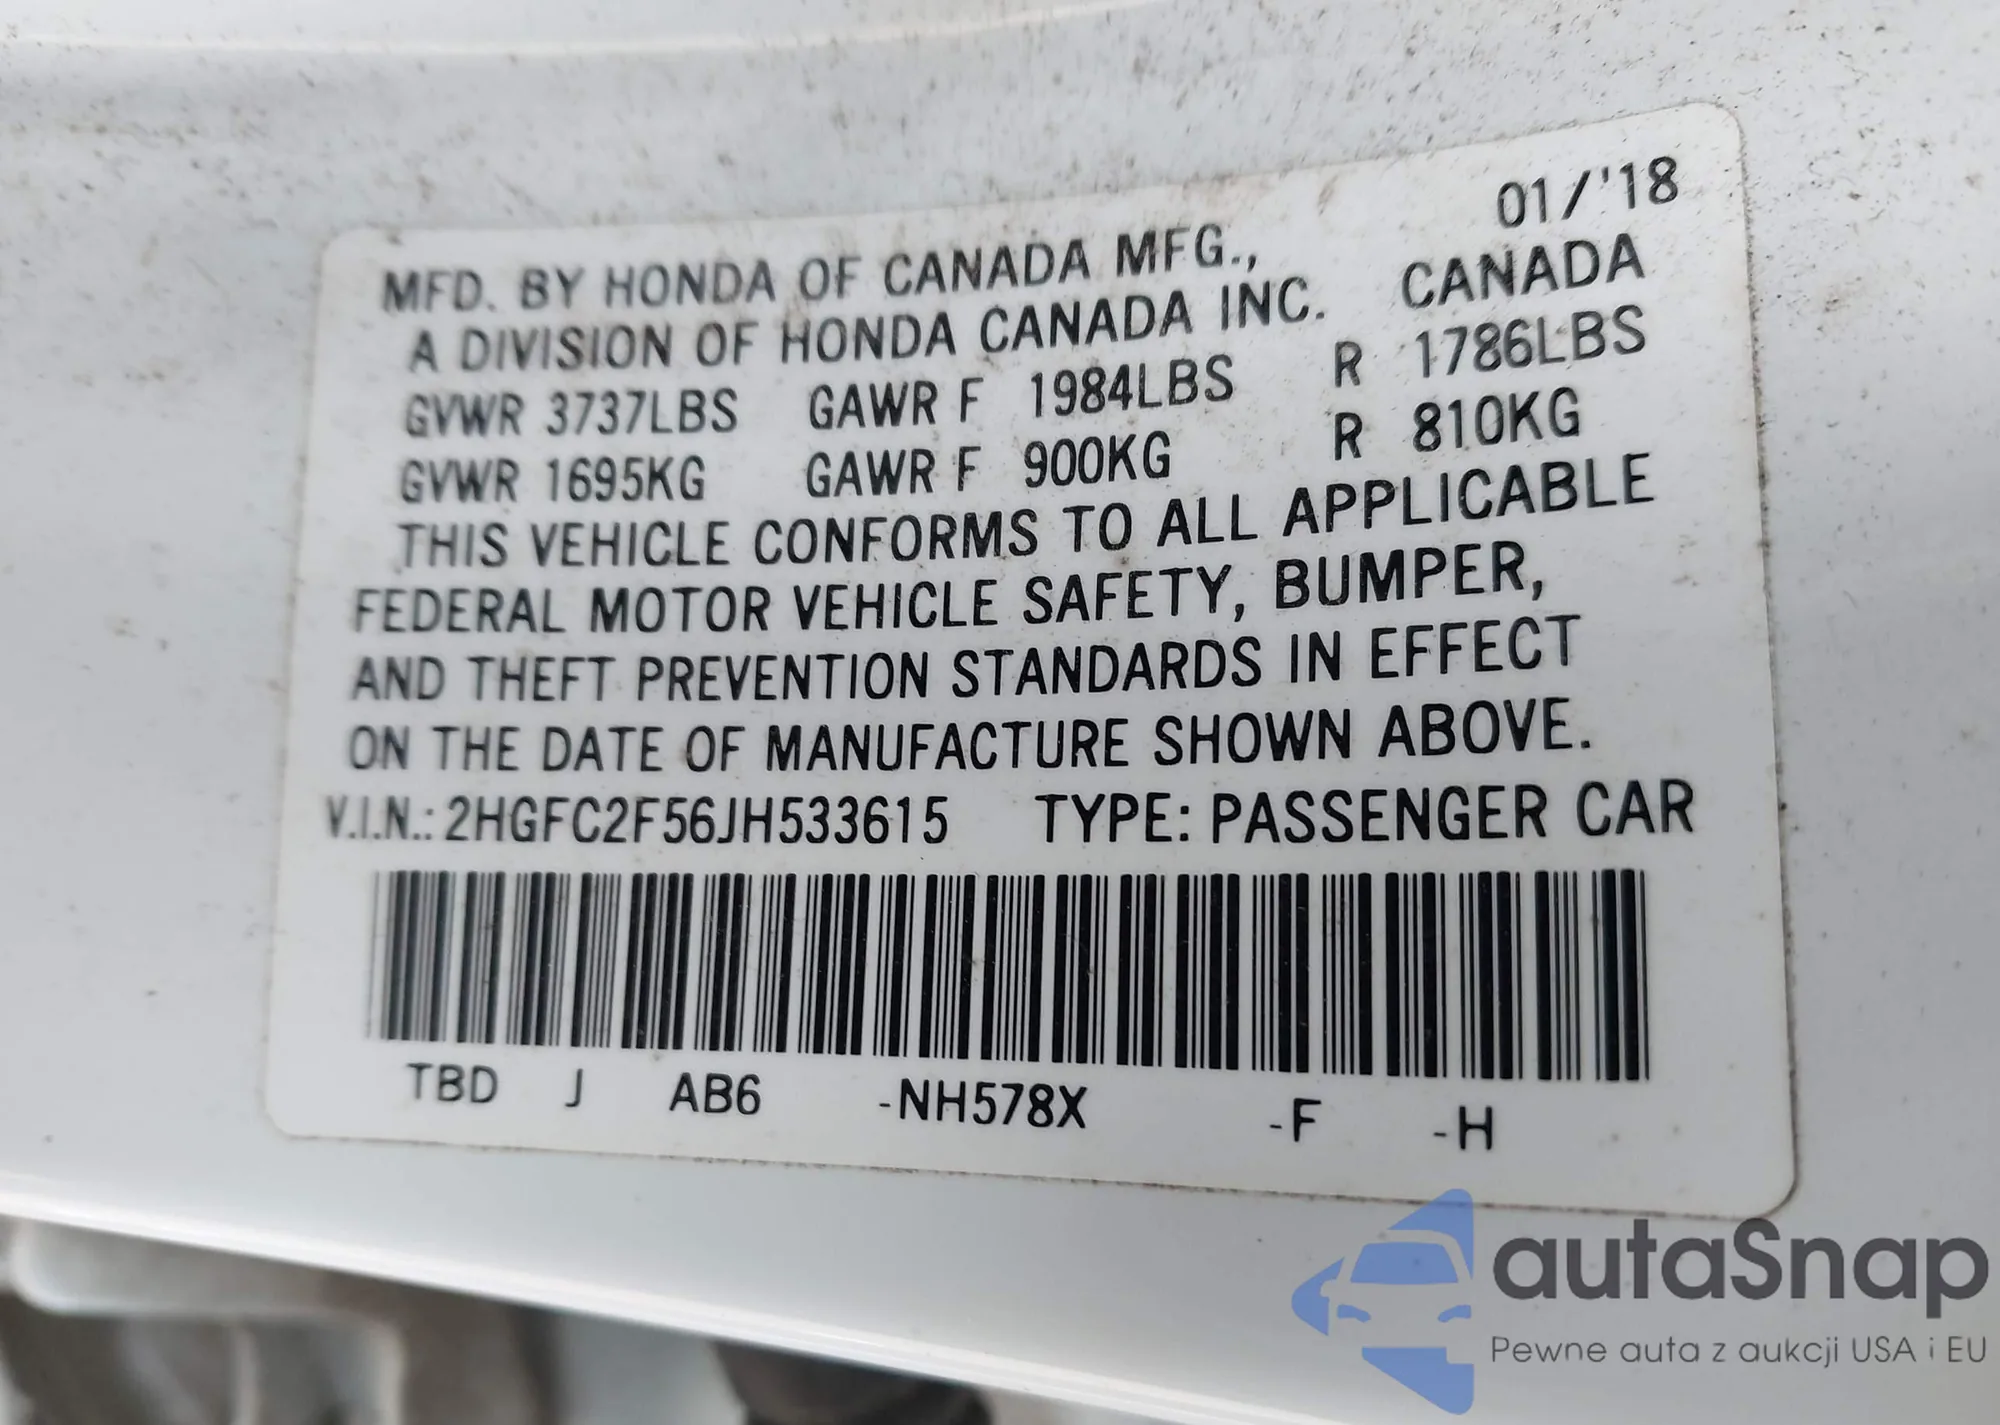 01/'18
MFD. BY HONDA OF CANADA MFG.,
A DIVISION OF HONDA CANADA INC. CANADA
GVWR 3737LBS GAWR F 1984LBS R 1786LBS
GVWR 1695KG GAWR F 900KG R 810KG
THIS VEHICLE CONFORMS TO ALL APPLICABLE
FEDERAL MOTOR VEHICLE SAFETY, BUMPER,
AND THEFT PREVENTION STANDARDS IN EFFECT
ON THE DATE OF MANUFACTURE SHOWN ABOVE.
V.I.N.: 2HGFC2F56JH533615 TYPE: PASSENGER CAR
TBD J AB6 -NH578X -F -H
autaSnap
Pewne auta z aukcji USA i EU